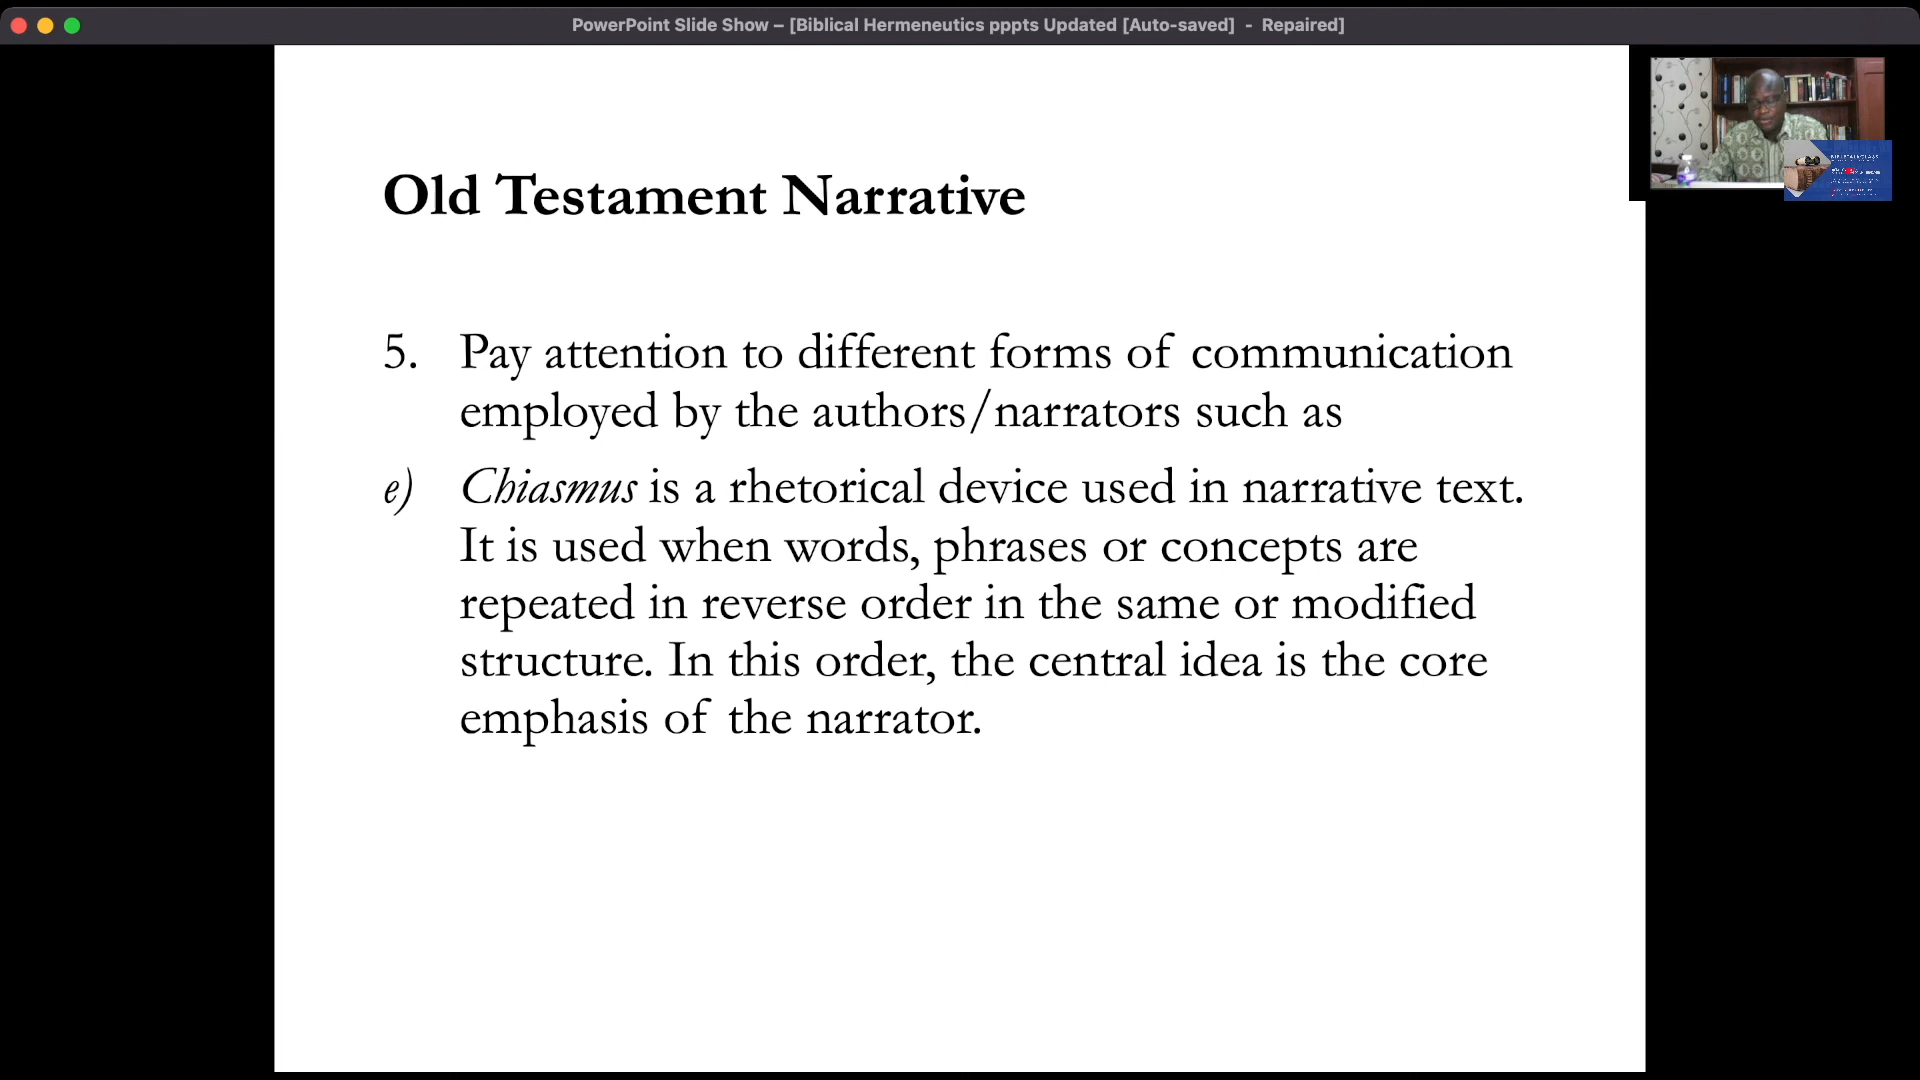 PowerPoint Slide Show – [Biblical Hermeneutics pppts Updated [Auto-saved]  -  Repaired]
Old Testament Narrative
5. Pay attention to different forms of communication
employed by the authors/narrators such as
e) Chiasmus is a rhetorical device used in narrative text.
It is used when words, phrases or concepts are
repeated in reverse order in the same or modified
structure. In this order, the central idea is the core
emphasis of the narrator.